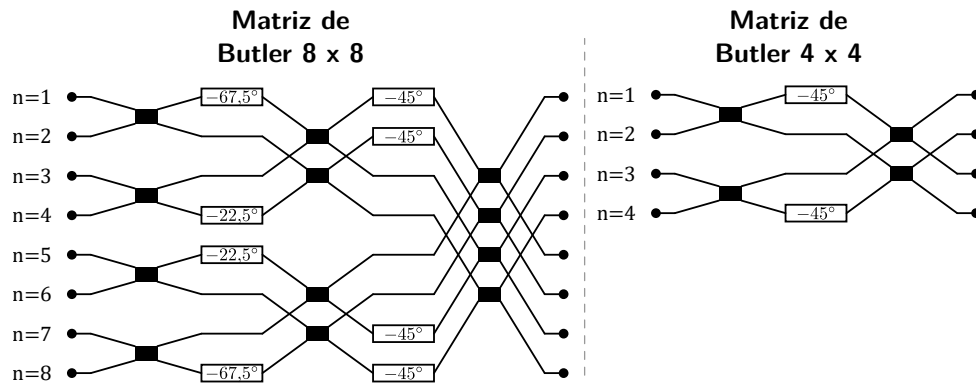 Matriz de
Butler 8 x 8
n=1
−67,5°
−45°
n=2
−45°
n=3
n=4
−22,5°
n=5
−22,5°
n=6
n=7
−45°
n=8
−67,5°
−45°
Matriz de
Butler 4 x 4
n=1
−45°
n=2
n=3
n=4
−45°